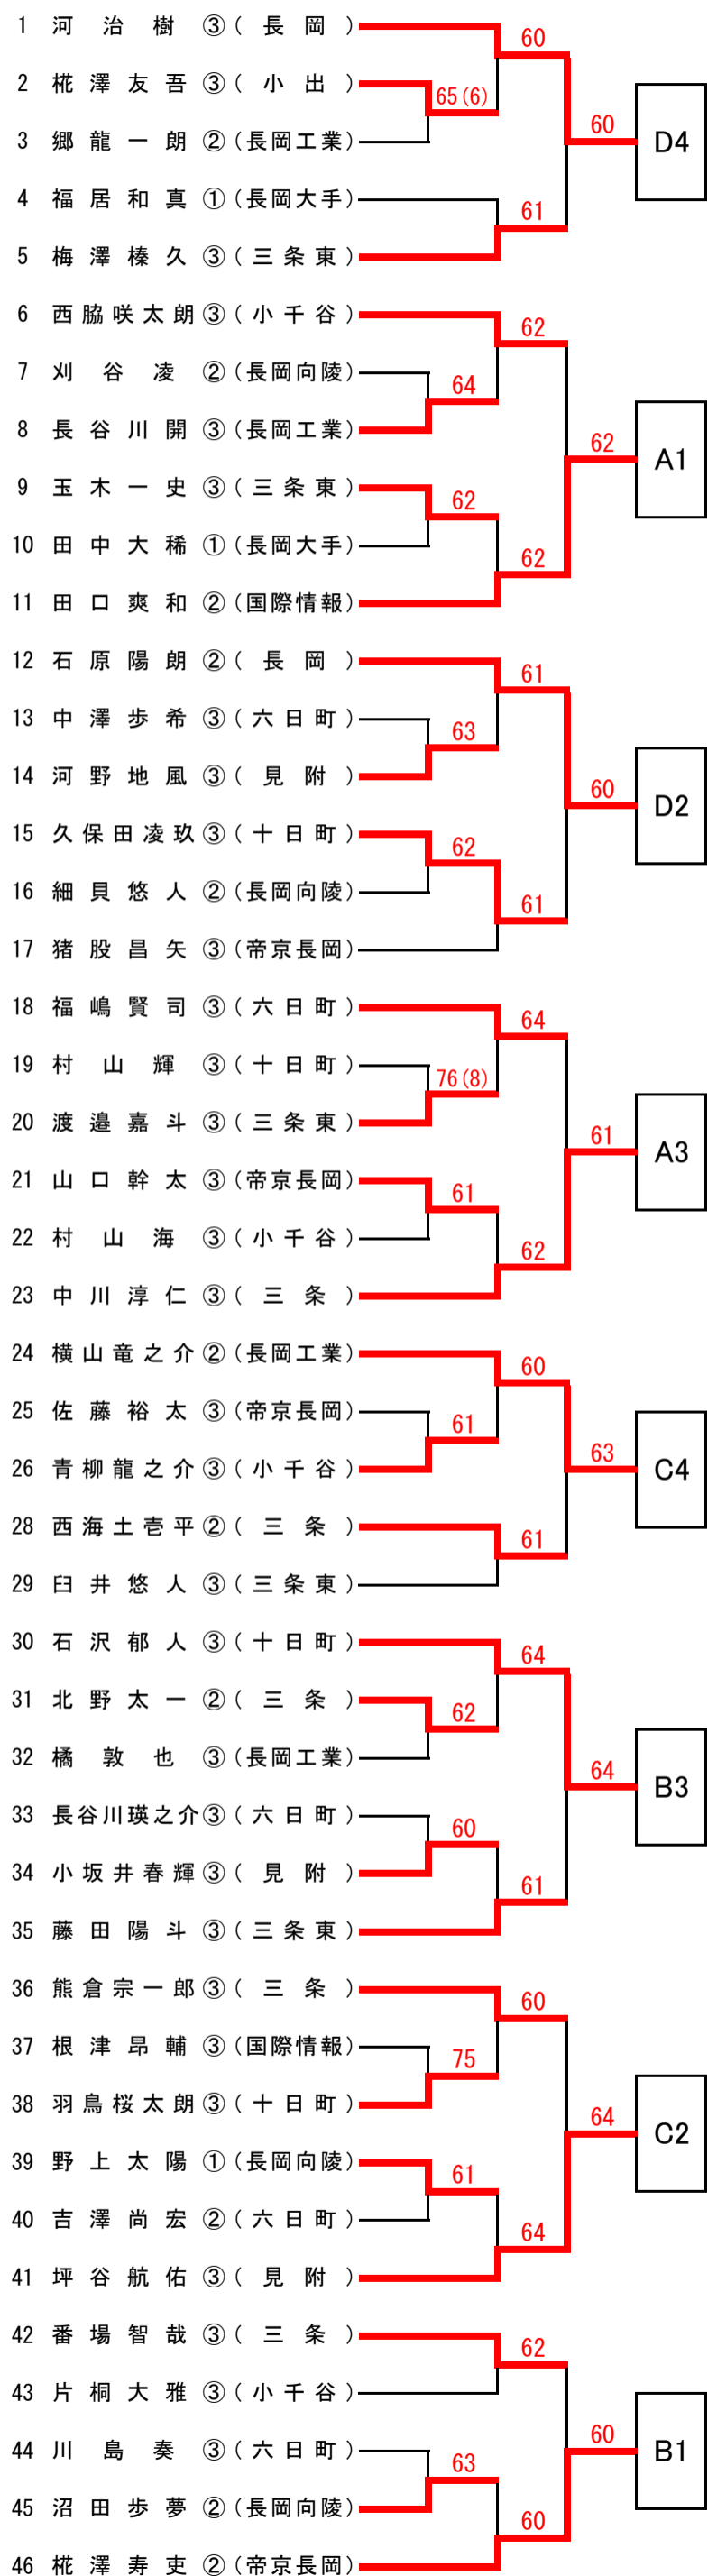 1 河治樹 ③ (長岡)
60
2 椛澤友吾 ③ (小出)
65(6)
60
D4
3 郷龍一朗 ② (長岡工業)
4 福居和真 ① (長岡大手)
61
5 梅澤榛久 ③ (三条東)
6 西脇咲太朗 ③ (小千谷)
62
7 刈谷凌 ② (長岡向陵)
64
8 長谷川開 ③ (長岡工業)
62
A1
9 玉木一史 ③ (三条東)
62
10 田中大稀 ① (長岡大手)
62
11 田口爽和 ② (国際情報)
12 石原陽朗 ② (長岡)
61
13 中澤歩希 ③ (六日町)
63
14 河野地風 ③ (見附)
60
D2
15 久保田凌玖 ③ (十日町)
62
16 細貝悠人 ② (長岡向陵)
61
17 猪股昌矢 ③ (帝京長岡)
18 福嶋賢司 ③ (六日町)
64
19 村山輝 ③ (十日町)
76(8)
20 渡邉嘉斗 ③ (三条東)
61
A3
21 山口幹太 ③ (帝京長岡)
61
22 村山海 ③ (小千谷)
62
23 中川淳仁 ③ (三条)
24 横山竜之介 ② (長岡工業)
60
25 佐藤裕太 ③ (帝京長岡)
61
26 青柳龍之介 ③ (小千谷)
63
C4
28 西海土壱平 ② (三条)
61
29 臼井悠人 ③ (三条東)
30 石沢郁人 ③ (十日町)
64
31 北野太一 ② (三条)
62
32 橘敦也 ③ (長岡工業)
64
B3
33 長谷川瑛之介 ③ (六日町)
60
34 小坂井春輝 ③ (見附)
61
35 藤田陽斗 ③ (三条東)
36 熊倉宗一郎 ③ (三条)
60
37 根津昂輔 ③ (国際情報)
75
38 羽鳥桜太朗 ③ (十日町)
64
C2
39 野上太陽 ① (長岡向陵)
61
40 吉澤尚宏 ② (六日町)
64
41 坪谷航佑 ③ (見附)
42 番場智哉 ③ (三条)
62
43 片桐大雅 ③ (小千谷)
44 川島奏 ③ (六日町)
63
60
B1
45 沼田歩夢 ② (長岡向陵)
60
46 椛澤寿吏 ② (帝京長岡)